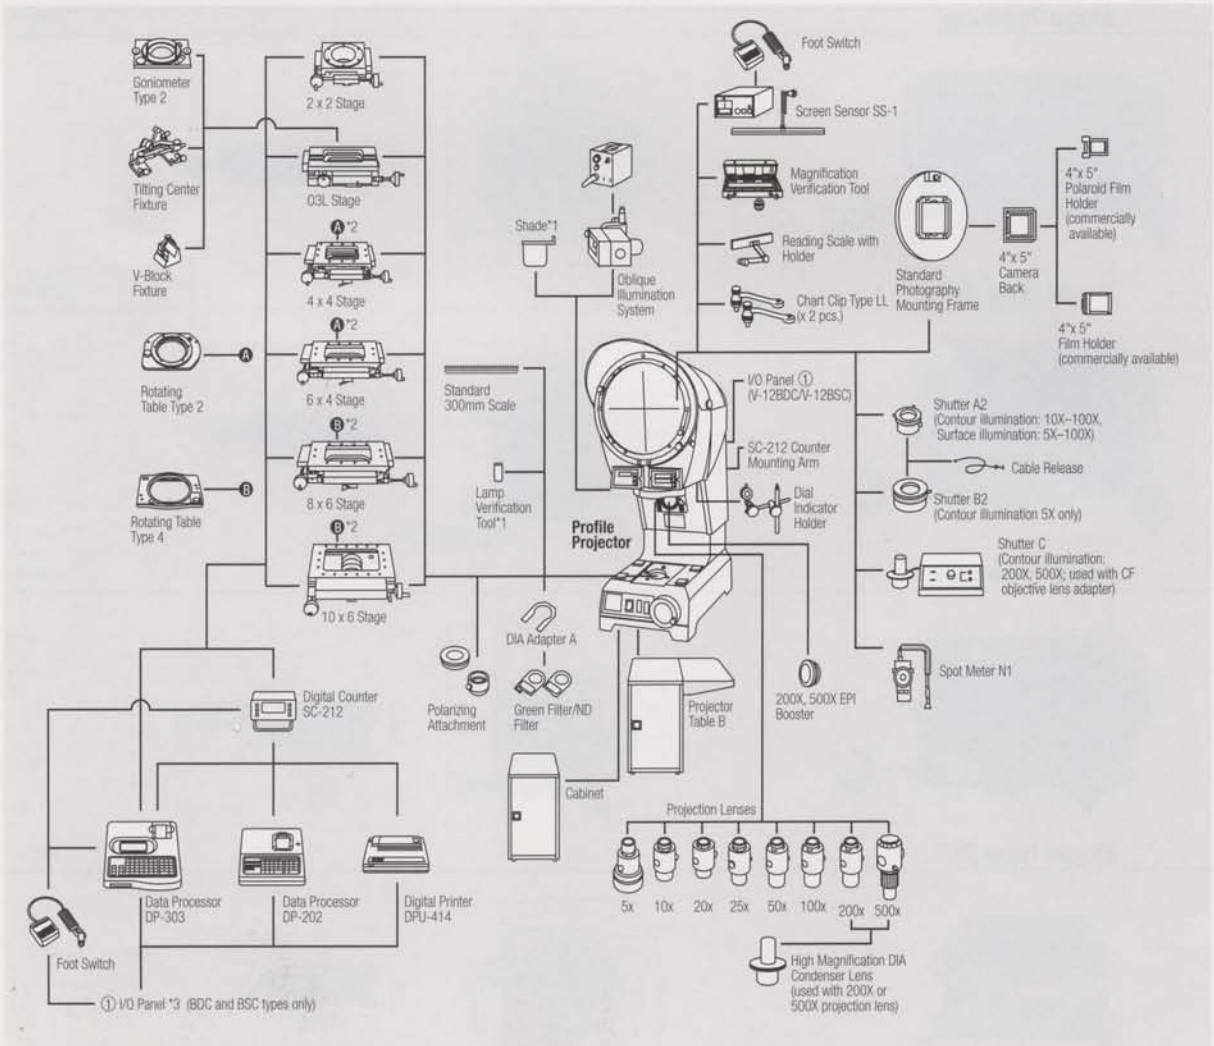 Goniometer
Type 2
Tilting Center
Fixture
V-Block
Fixture
Rotating
Table Type 2
A
Rotating Table
Type 4
B
2 x 2 Stage
O3L Stage
A*2
4 x 4 Stage
A*2
6 x 4 Stage
B*2
8 x 6 Stage
B*2
10 x 6 Stage
Shade*1
Oblique
Illumination
System
Standard
300mm Scale
Lamp
Verification
Tool*1
Profile
Projector
DIA Adapter A
Green Filter/ND
Filter
Polarizing
Attachment
Foot Switch
Screen Sensor SS-1
Magnification
Verification Tool
Reading Scale with
Holder
Chart Clip Type LL
(x 2 pcs.)
Standard
Photography
Mounting Frame
4"x 5"
Camera
Back
4"x 5"
Polaroid Film
Holder
(commercially
available)
4"x 5"
Film Holder
(commercially available)
I/O Panel ①
(V-12BDC/V-12BSC)
SC-212 Counter
Mounting Arm
Dial
Indicator
Holder
Shutter A2
(Contour illumination: 10X–100X,
Surface illumination: 5X–100X)
Cable Release
Shutter B2
(Contour illumination 5X only)
Shutter C
(Contour illumination:
200X, 500X; used with CF
objective lens adapter)
Spot Meter N1
200X, 500X EPI
Booster
Projector
Table B
Cabinet
Projection Lenses
5x 10x 20x 25x 50x 100x 200x 500x
High Magnification DIA
Condenser Lens
(used with 200X or
500X projection lens)
Digital Counter
SC-212
Data Processor
DP-303
Data Processor
DP-202
Digital Printer
DPU-414
Foot Switch
① I/O Panel *3 (BDC and BSC types only)